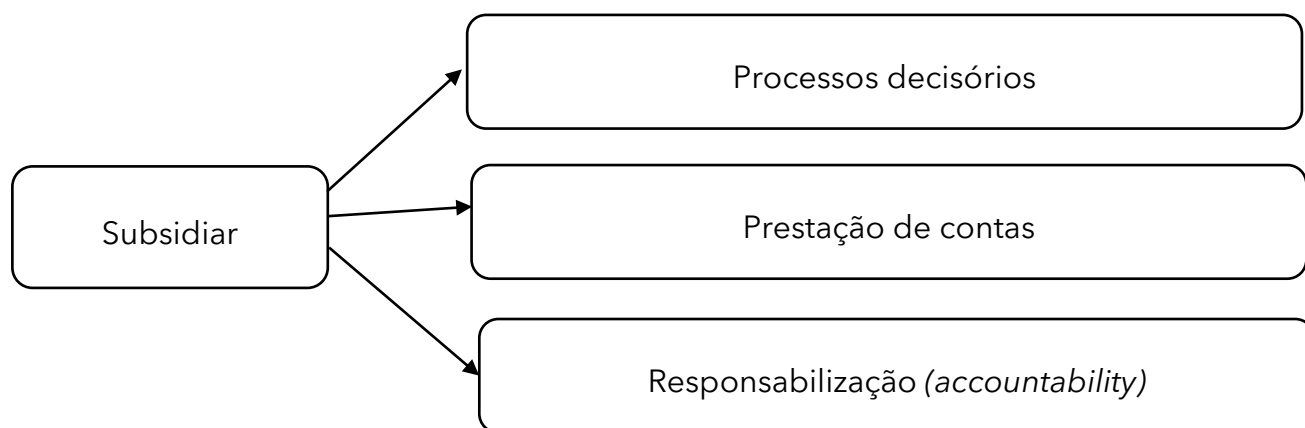 Processos decisórios
Subsidiar
Prestação de contas
Responsabilização (accountability)